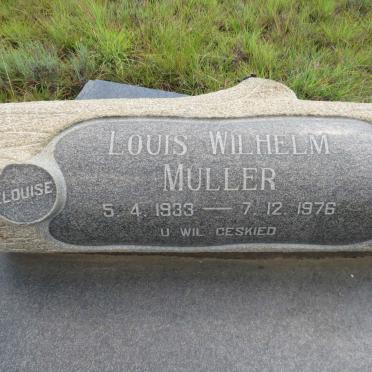 LOUISE
LOUIS WILHELM
MULLER
5. 4. 1933 — 7. 12. 1976
U WIL GESKIED